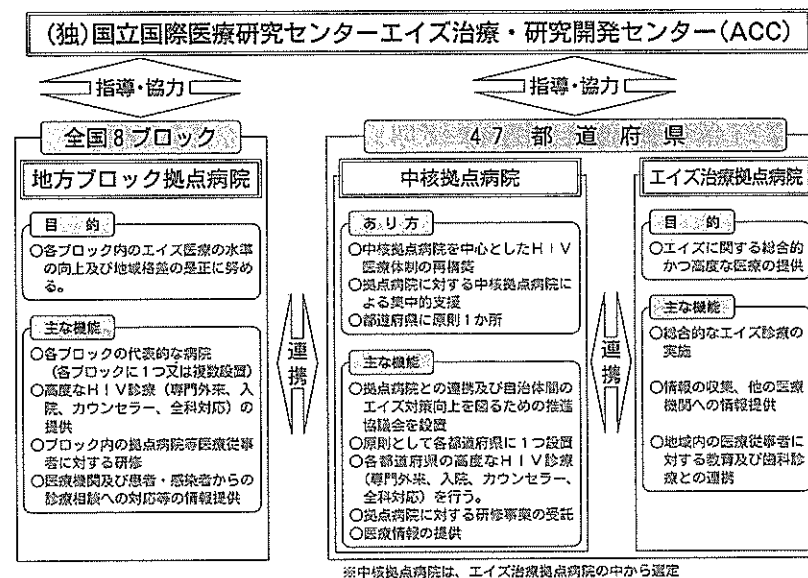 (独)国立国際医療研究センターエイズ治療・研究開発センター(ACC)
指導・協力
指導・協力
全国8ブロック
地方ブロック拠点病院
目 的
○各ブロック内のエイズ医療の水準
の向上及び地域格差の是正に努め
る。
主な機能
○各ブロックの代表的な病院
(各ブロックに1つ又は複数設置)
○高度なHIV診療(専門外来、入
院、カウンセラー、全科対応)の
提供
○ブロック内の拠点病院等医療従事
者に対する研修
○医療機関及び患者・感染者からの
診療相談への対応等の情報提供
連携
47都道府県
中核拠点病院
あり方
○中核拠点病院を中心としたHIV
医療体制の再構築
○拠点病院に対する中核拠点病院に
よる集中的支援
○都道府県に原則1か所
主な機能
○拠点病院との連携及び自治体間の
エイズ対策向上を図るための推進
協議会を設置
○原則として各都道府県に1つ設置
○各都道府県の高度なHIV診療
(専門外来、入院、カウンセラー、
全科対応)を行う。
○拠点病院に対する研修事業の受託
○医療情報の提供
連携
エイズ治療拠点病院
目 的
○エイズに関する総合的
かつ高度な医療の提供
主な機能
○総合的なエイズ診療の
実施
○情報の収集、他の医療
機関への情報提供
○地域内の医療従事者に
対する教育及び歯科診
療との連携
※中核拠点病院は、エイズ治療拠点病院の中から選定